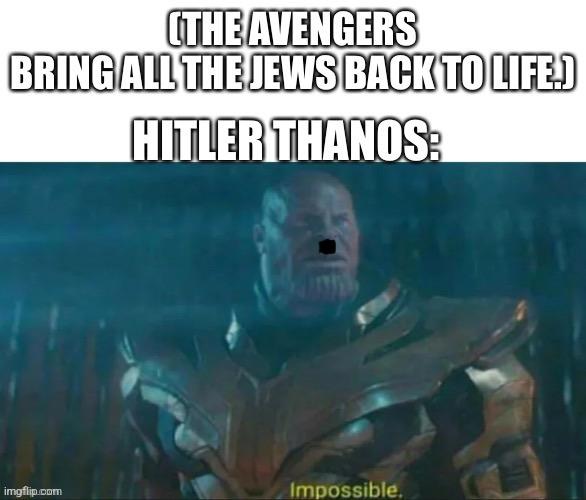 (THE AVENGERS
BRING ALL THE JEWS BACK TO LIFE.)
HITLER THANOS:
Impossible.
imgflip.com